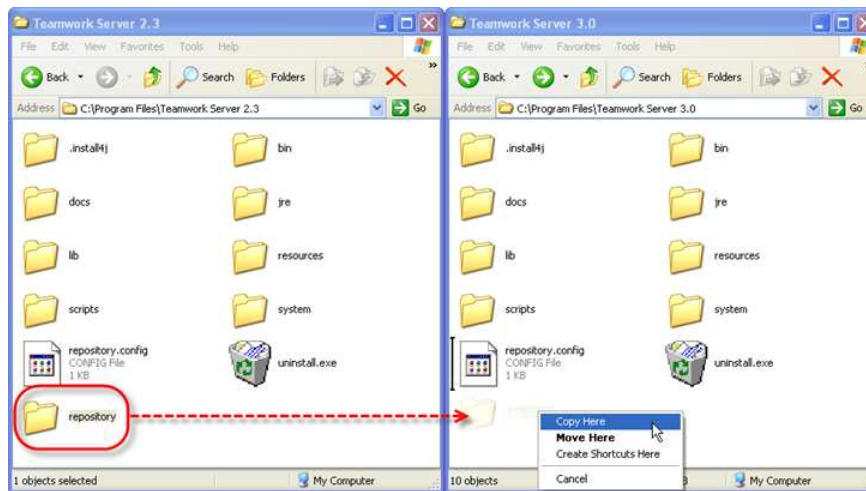 Teamwork Server 2.3
File Edit View Favorites Tools Help
Back Search Folders
Address C:\Program Files\Teamwork Server 2.3 Go
.install4j bin
docs jre
lib resources
scripts system
repository.config
CONFIG File
1 KB
uninstall.exe
repository
1 objects selected My Computer
Teamwork Server 3.0
File Edit View Favorites Tools Help
Back Search Folders
Address C:\Program Files\Teamwork Server 3.0 Go
.install4j bin
docs jre
lib resources
scripts system
repository.config
CONFIG File
1 KB
uninstall.exe
Copy Here
Move Here
Create Shortcuts Here
Cancel
10 objects My Computer